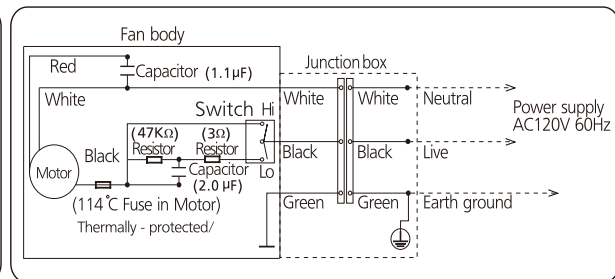 Fan body
Red
Capacitor (1.1µF)
White
Junction box
White
White
Neutral
Power supply
AC120V 60Hz
Switch Hi
(47KΩ)
Resistor
(3Ω)
Resistor
Black
Black
Black
Live
Capacitor
(2.0 µF)
Lo
Motor
(114°C Fuse in Motor)
Thermally - protected/
Green
Green
Earth ground